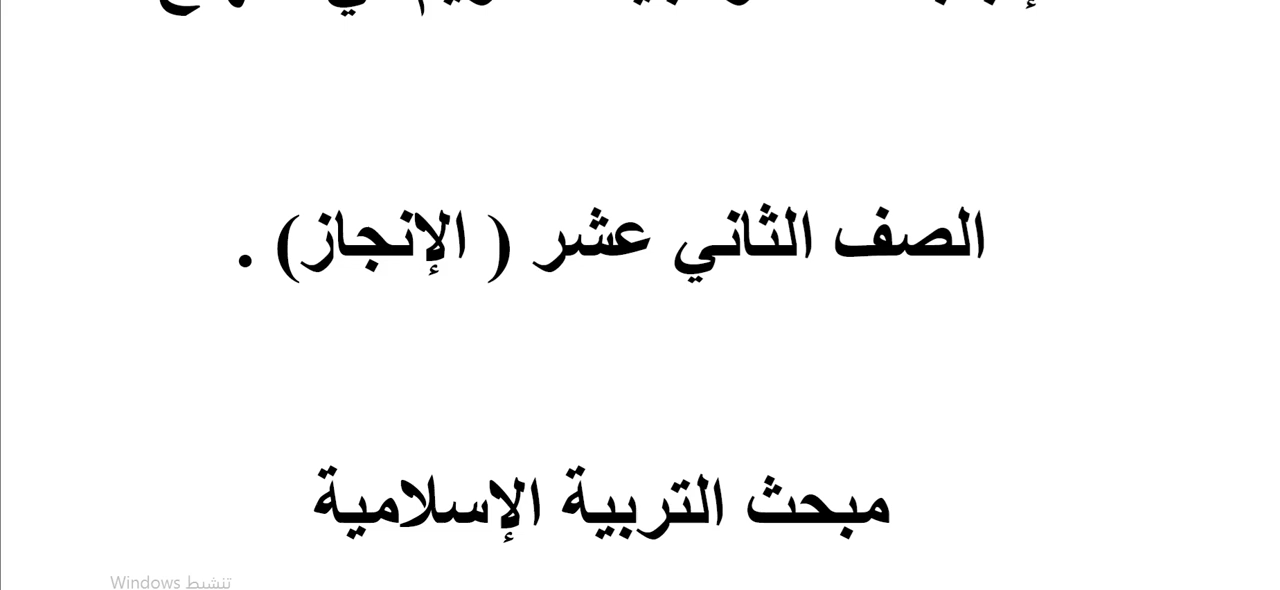 الصف الثاني عشر ( الإنجاز) .
مبحث التربية الإسلامية
تنشيط Windows